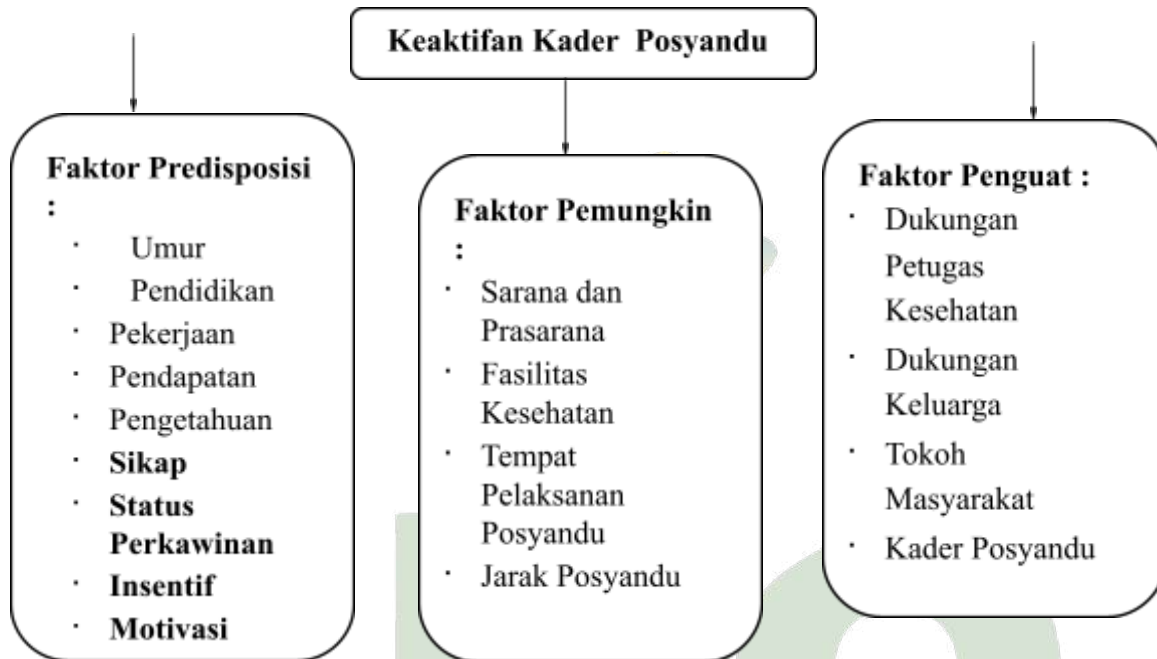 Keaktifan Kader Posyandu
Faktor Predisposisi
:
· Umur
· Pendidikan
· Pekerjaan
· Pendapatan
· Pengetahuan
· Sikap
· Status
Perkawinan
· Insentif
· Motivasi
Faktor Pemungkin
:
· Sarana dan
Prasarana
· Fasilitas
Kesehatan
· Tempat
Pelaksanan
Posyandu
· Jarak Posyandu
Faktor Penguat :
· Dukungan
Petugas
Kesehatan
· Dukungan
Keluarga
· Tokoh
Masyarakat
· Kader Posyandu